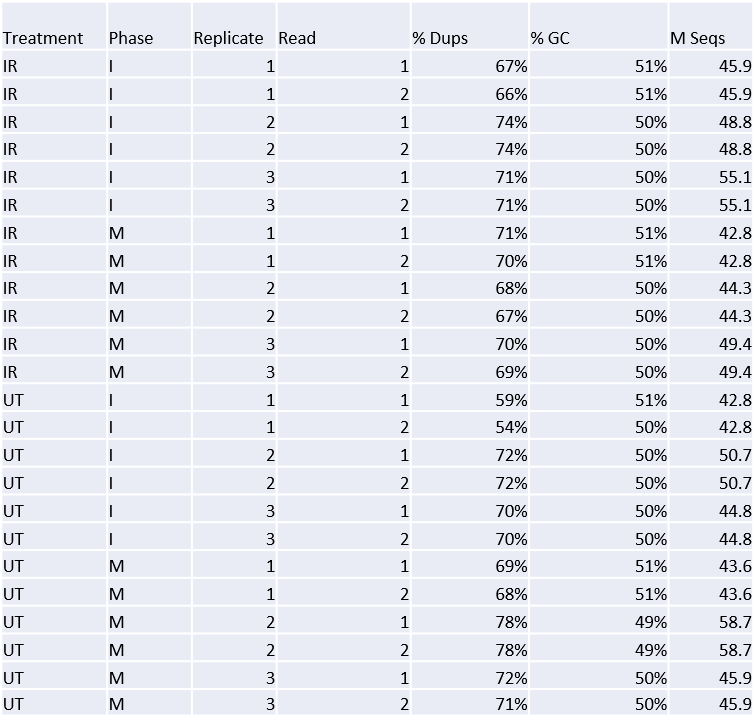 Treatment Phase Replicate Read % Dups % GC M Seqs
IR I 1 1 67% 51% 45.9
IR I 1 2 66% 51% 45.9
IR I 2 1 74% 50% 48.8
IR I 2 2 74% 50% 48.8
IR I 3 1 71% 50% 55.1
IR I 3 2 71% 50% 55.1
IR M 1 1 71% 51% 42.8
IR M 1 2 70% 51% 42.8
IR M 2 1 68% 50% 44.3
IR M 2 2 67% 50% 44.3
IR M 3 1 70% 50% 49.4
IR M 3 2 69% 50% 49.4
UT I 1 1 59% 51% 42.8
UT I 1 2 54% 50% 42.8
UT I 2 1 72% 50% 50.7
UT I 2 2 72% 50% 50.7
UT I 3 1 70% 50% 44.8
UT I 3 2 70% 50% 44.8
UT M 1 1 69% 51% 43.6
UT M 1 2 68% 51% 43.6
UT M 2 1 78% 49% 58.7
UT M 2 2 78% 49% 58.7
UT M 3 1 72% 50% 45.9
UT M 3 2 71% 50% 45.9